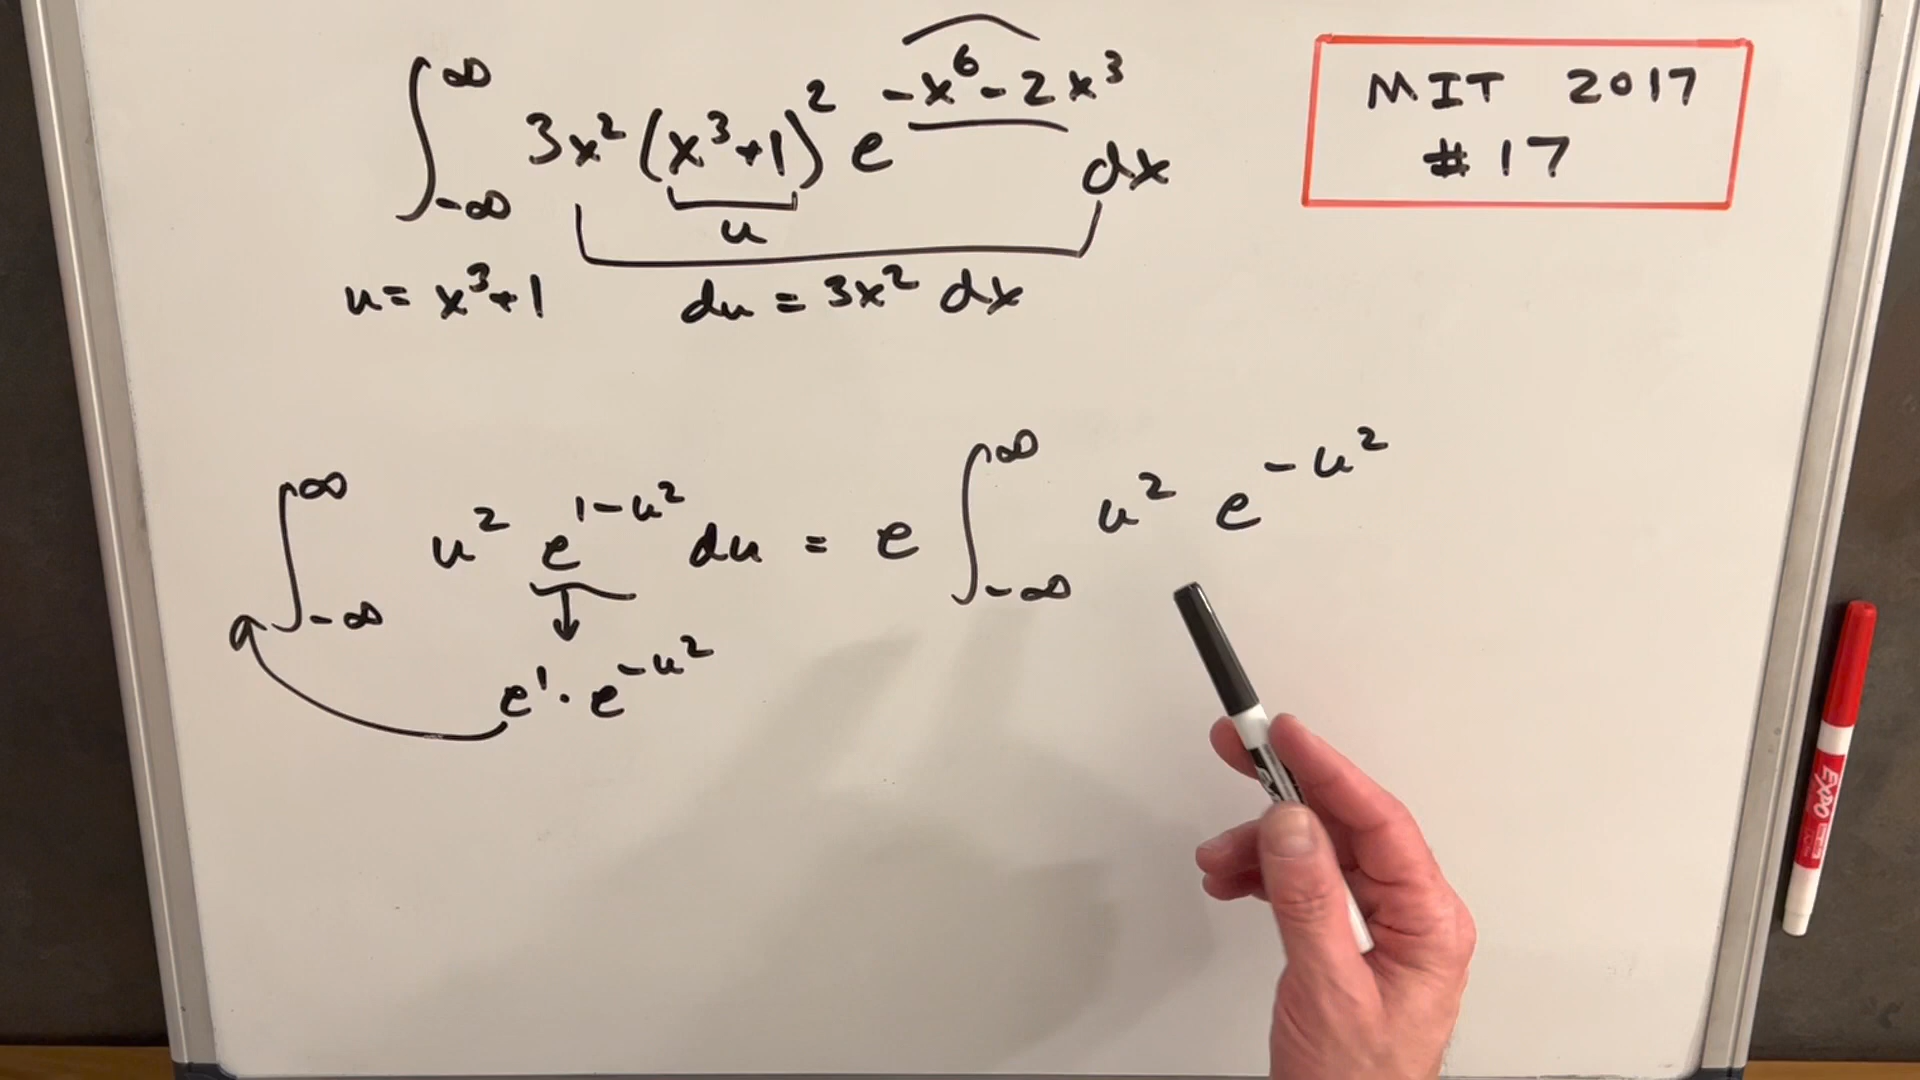 ∫_{-∞}^{∞} 3x²(x³+1)² e^{-x⁶-2x³} dx
u
u = x³+1 du = 3x² dx
MIT 2017
#17
∫_{-∞}^{∞} u² e^{1-u²} du = e ∫_{-∞}^{∞} u² e^{-u²}
e¹ · e^{-u²}
EXPO